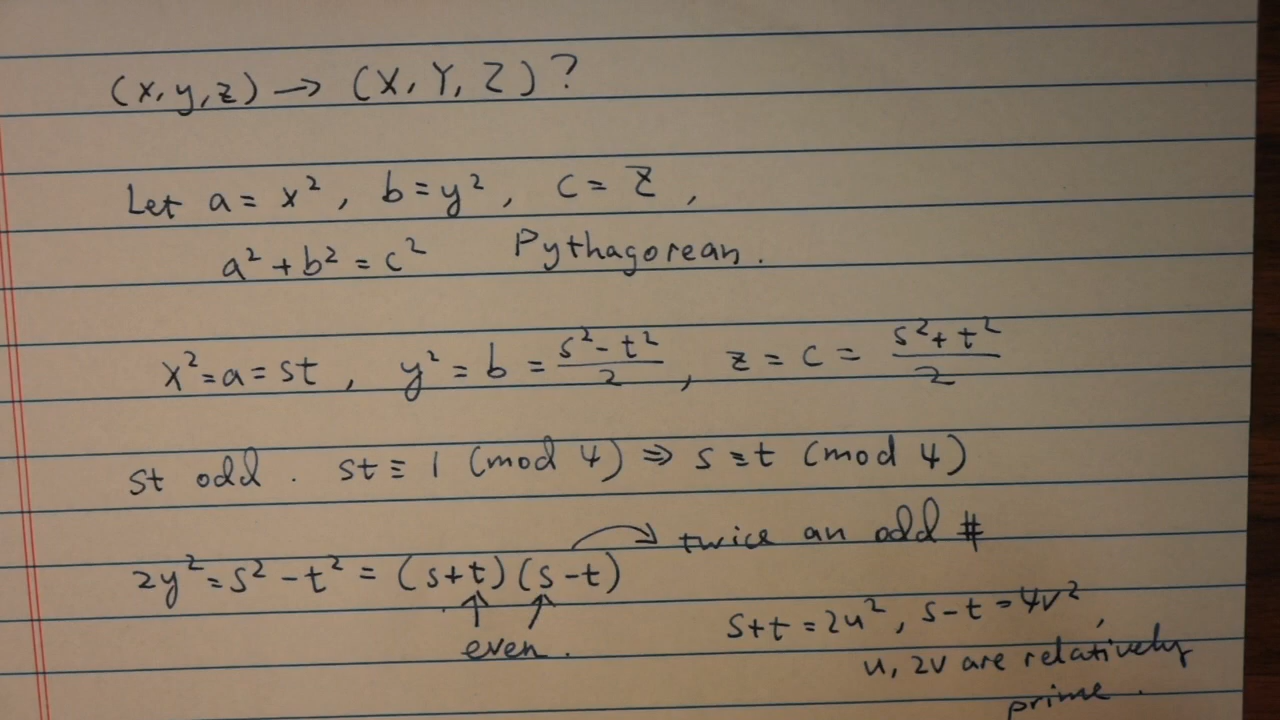 (x, y, z) → (X, Y, Z) ?
Let a = x², b = y², c = z,
a² + b² = c² Pythagorean.
x² = a = st, y² = b = (s² - t²)/2, z = c = (s² + t²)/2
st odd. st ≡ 1 (mod 4) ⇒ s ≡ t (mod 4)
twice an odd #
2y² = s² - t² = (s+t)(s-t)
even.
s+t = 2u², s-t = 4v²,
u, 2v are relatively
prime.